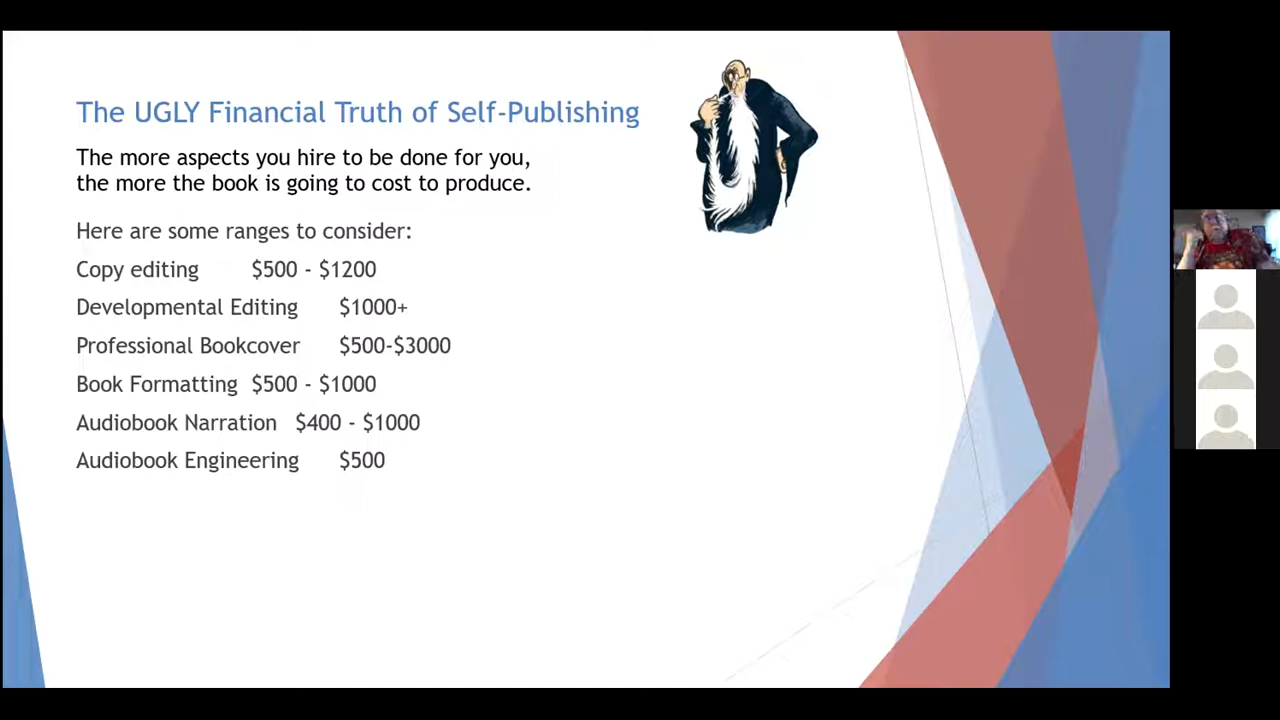 The UGLY Financial Truth of Self-Publishing
The more aspects you hire to be done for you,
the more the book is going to cost to produce.
Here are some ranges to consider:
Copy editing $500 - $1200
Developmental Editing $1000+
Professional Bookcover $500-$3000
Book Formatting $500 - $1000
Audiobook Narration $400 - $1000
Audiobook Engineering $500